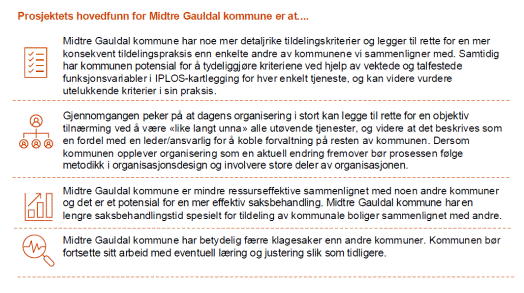 Prosjektets hovedfunn for Midtre Gauldal kommune er at....
Midtre Gauldal kommune har noe mer detaljrike tildelingskriterier og legger til rette for en mer
konsekvent tildelingspraksis enn enkelte andre av kommunene vi sammenligner med. Samtidig
har kommunen potensial for å tydeliggjøre kriteriene ved hjelp av vektede og tallfestede
funksjonsvariabler i IPLOS-kartlegging for hver enkelt tjeneste, og kan videre vurdere
utelukkende kriterier i sin praksis.
Gjennomgangen peker på at dagens organisering i stort kan legge til rette for en objektiv
tilnærming ved å være «like langt unna» alle utøvende tjenester, og videre at det beskrives som
en fordel med en leder/ansvarlig for å koble forvaltning på resten av kommunen. Dersom
kommunen opplever organisering som en aktuell endring fremover bør prosessen følge
metodikk i organisasjonsdesign og involvere store deler av organisasjonen.
Midtre Gauldal kommune er mindre ressurseffektive sammenlignet med noen andre kommuner
og det er et potensial for en mer effektiv saksbehandling. Midtre Gauldal kommune har en
lengre saksbehandlingstid spesielt for tildeling av kommunale boliger sammenlignet med andre.
Midtre Gauldal kommune har betydelig færre klagesaker enn andre kommuner. Kommunen bør
fortsette sitt arbeid med eventuell læring og justering slik som tidligere.